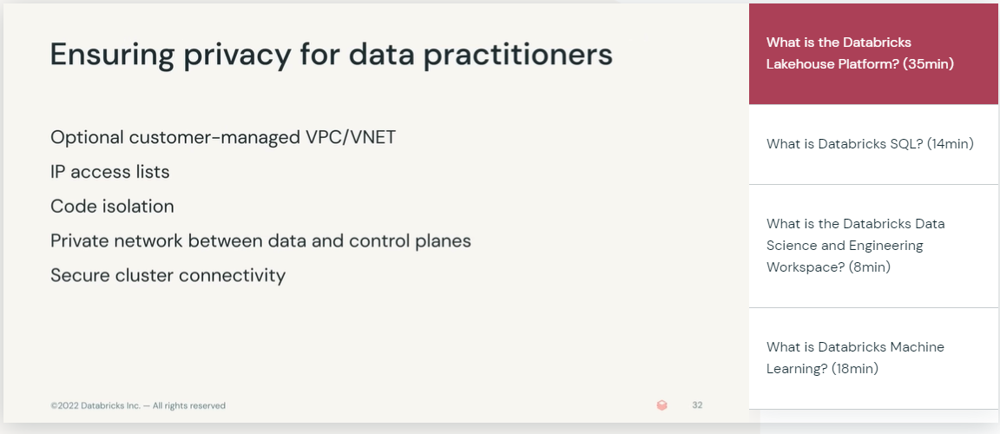 Ensuring privacy for data practitioners
Optional customer-managed VPC/VNET
IP access lists
Code isolation
Private network between data and control planes
Secure cluster connectivity
©2022 Databricks Inc. — All rights reserved
32
What is the Databricks
Lakehouse Platform? (35min)
What is Databricks SQL? (14min)
What is the Databricks Data
Science and Engineering
Workspace? (8min)
What is Databricks Machine
Learning? (18min)